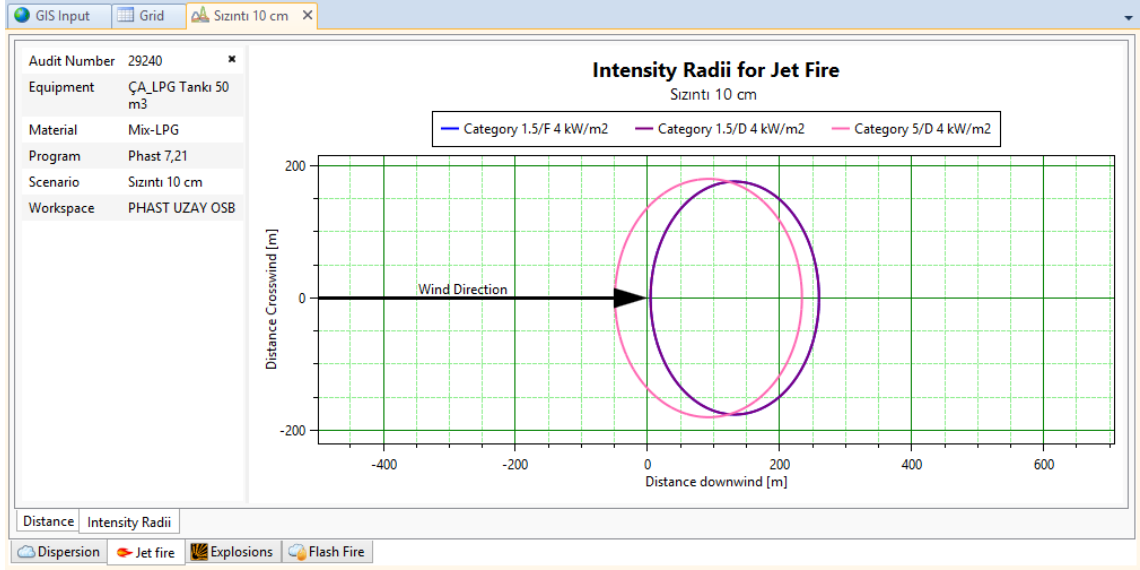 GIS Input
Grid
Sızıntı 10 cm
Audit Number 29240
Equipment ÇA_LPG Tankı 50
m3
Material Mix-LPG
Program Phast 7,21
Scenario Sızıntı 10 cm
Workspace PHAST UZAY OSB
Intensity Radii for Jet Fire
Sızıntı 10 cm
Category 1.5/F 4 kW/m2
Category 1.5/D 4 kW/m2
Category 5/D 4 kW/m2
Distance Crosswind [m]
200
100
0
-100
-200
Wind Direction
-400
-200
0
200
400
600
Distance downwind [m]
Distance
Intensity Radii
Dispersion
Jet fire
Explosions
Flash Fire